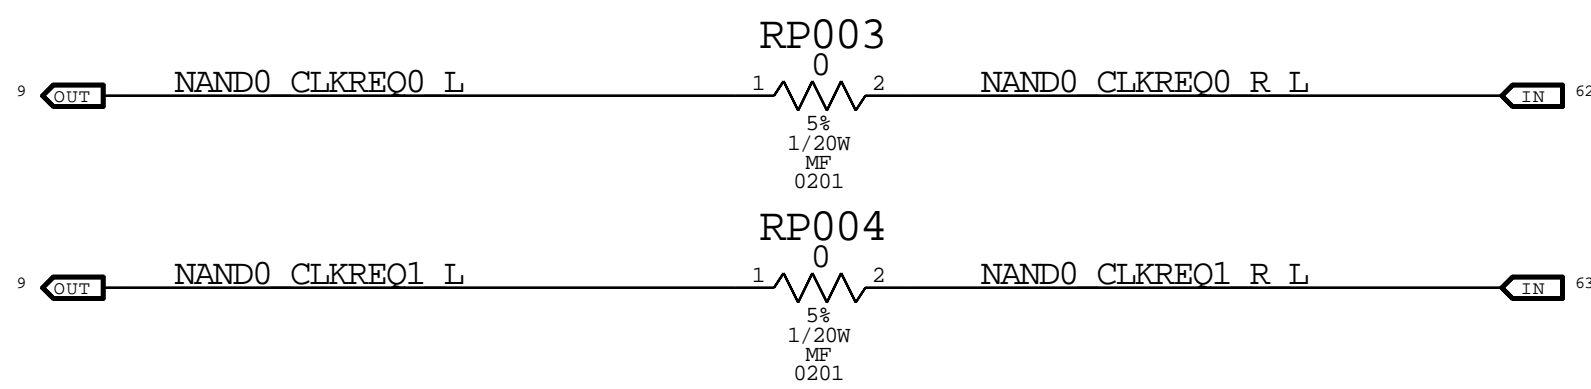 RP003
0
9 OUT NAND0 CLKREQ0 L 1 2 NAND0 CLKREQ0 R L IN 62
5%
1/20W
MF
0201
RP004
0
9 OUT NAND0 CLKREQ1 L 1 2 NAND0 CLKREQ1 R L IN 63
5%
1/20W
MF
0201